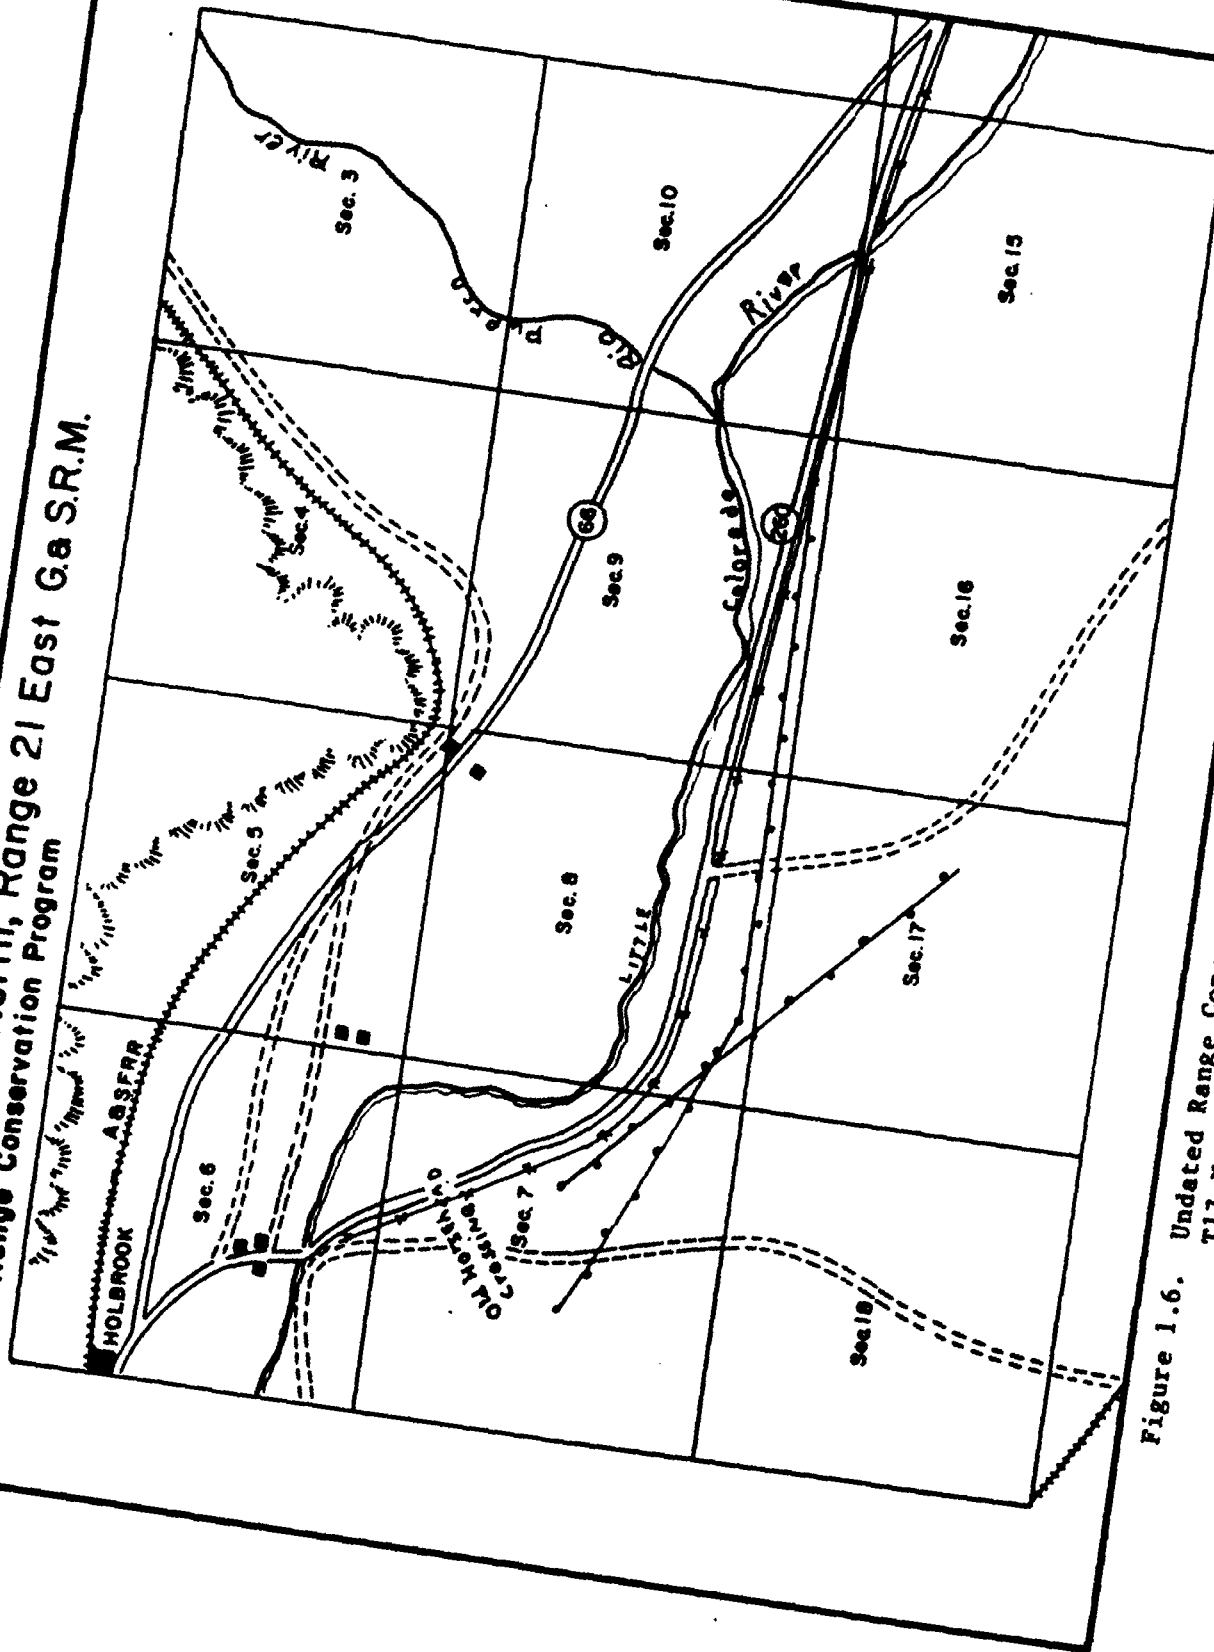 Range 21 East G.& S.R.M.
Conservation Program
HOLBROOK
A&SFRR
Sec. 6
Sec. 5
Sec. 4
Sec. 3
River
Puerco
Rio
Sec. 7
Sec. 8
Sec. 9
Sec. 10
66
Old Horsehead
Crossing
LITTLE
Colorado
River
260
Sec. 18
Sec. 17
Sec. 16
Sec. 15
Figure 1.6. Undated Range